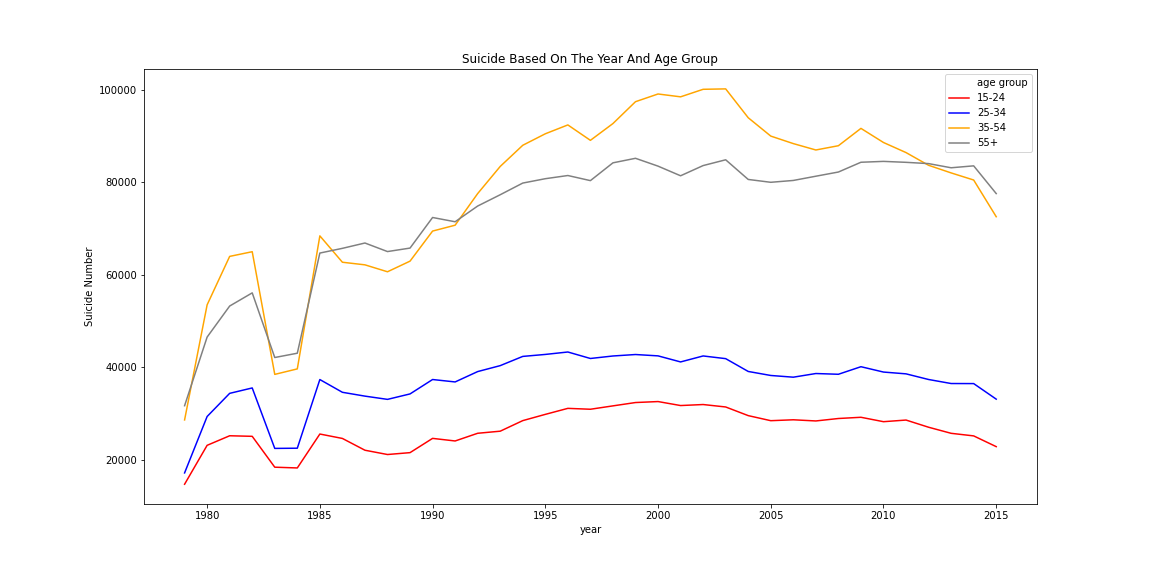 Suicide Based On The Year And Age Group
age group
15-24
25-34
35-54
55+
100000
80000
60000
40000
20000
Suicide Number
1980 1985 1990 1995 2000 2005 2010 2015
year